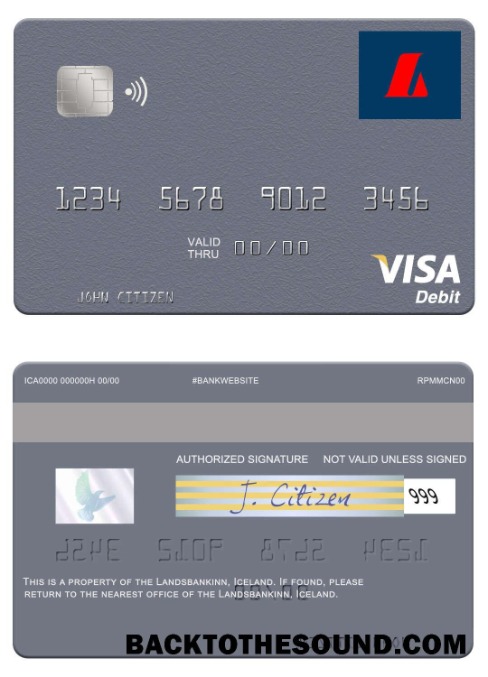 1234 5678 9012 3456
VALID
THRU 00/00
JOHN CITIZEN
VISA
Debit
ICA0000 000000H 00/00 #BANKWEBSITE RPMMCN00
AUTHORIZED SIGNATURE NOT VALID UNLESS SIGNED
J. Citizen 999
THIS IS A PROPERTY OF THE LANDSBANKINN, ICELAND. IF FOUND, PLEASE
RETURN TO THE NEAREST OFFICE OF THE LANDSBANKINN, ICELAND.
BACKTOTHESOUND.COM